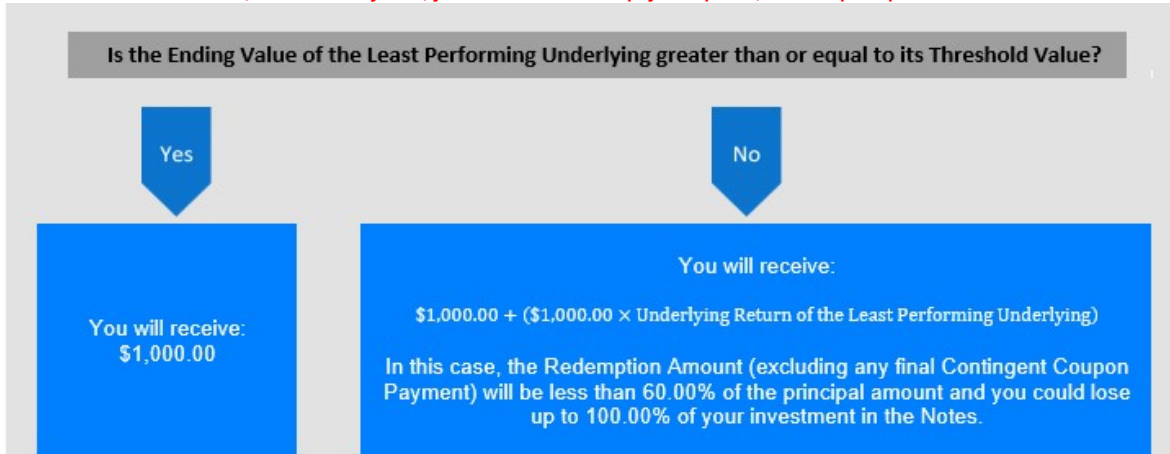 Is the Ending Value of the Least Performing Underlying greater than or equal to its Threshold Value?
Yes
No
You will receive:
$1,000.00
You will receive:
$1,000.00 + ($1,000.00 × Underlying Return of the Least Performing Underlying)
In this case, the Redemption Amount (excluding any final Contingent Coupon
Payment) will be less than 60.00% of the principal amount and you could lose
up to 100.00% of your investment in the Notes.